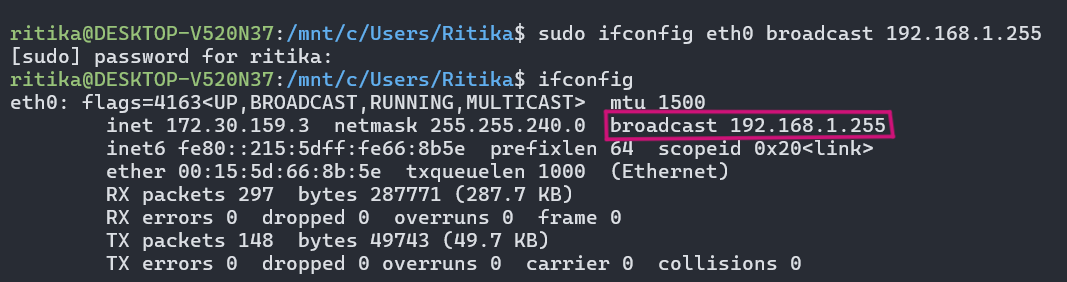 ritika@DESKTOP-V520N37:/mnt/c/Users/Ritika$ sudo ifconfig eth0 broadcast 192.168.1.255
[sudo] password for ritika:
ritika@DESKTOP-V520N37:/mnt/c/Users/Ritika$ ifconfig
eth0: flags=4163<UP,BROADCAST,RUNNING,MULTICAST>  mtu 1500
        inet 172.30.159.3  netmask 255.255.240.0  broadcast 192.168.1.255
        inet6 fe80::215:5dff:fe66:8b5e  prefixlen 64  scopeid 0x20<link>
        ether 00:15:5d:66:8b:5e  txqueuelen 1000  (Ethernet)
        RX packets 297  bytes 287771 (287.7 KB)
        RX errors 0  dropped 0  overruns 0  frame 0
        TX packets 148  bytes 49743 (49.7 KB)
        TX errors 0  dropped 0 overruns 0  carrier 0  collisions 0